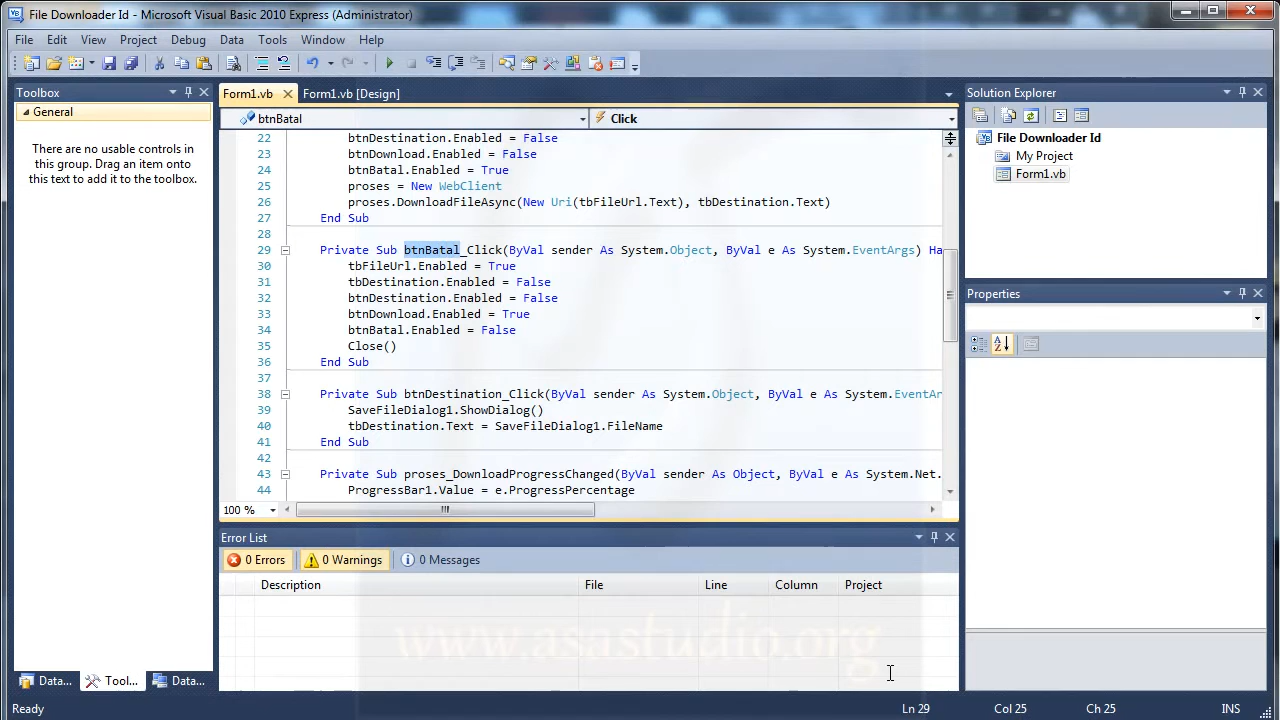 File Downloader Id - Microsoft Visual Basic 2010 Express (Administrator)
File Edit View Project Debug Data Tools Window Help
Toolbox
General
There are no usable controls in
this group. Drag an item onto
this text to add it to the toolbox.
Data...
Tool...
Data...
Form1.vb
Form1.vb [Design]
btnBatal
Click
22 btnDestination.Enabled = False
23 btnDownload.Enabled = False
24 btnBatal.Enabled = True
25 proses = New WebClient
26 proses.DownloadFileAsync(New Uri(tbFileUrl.Text), tbDestination.Text)
27 End Sub
28
29 Private Sub btnBatal_Click(ByVal sender As System.Object, ByVal e As System.EventArgs) Ha
30 tbFileUrl.Enabled = True
31 tbDestination.Enabled = False
32 btnDestination.Enabled = False
33 btnDownload.Enabled = True
34 btnBatal.Enabled = False
35 Close()
36 End Sub
37
38 Private Sub btnDestination_Click(ByVal sender As System.Object, ByVal e As System.EventAr
39 SaveFileDialog1.ShowDialog()
40 tbDestination.Text = SaveFileDialog1.FileName
41 End Sub
42
43 Private Sub proses_DownloadProgressChanged(ByVal sender As Object, ByVal e As System.Net.
44 ProgressBar1.Value = e.ProgressPercentage
100 %
Error List
0 Errors
0 Warnings
0 Messages
Description File Line Column Project
www.asastudio.org
Solution Explorer
File Downloader Id
My Project
Form1.vb
Properties
Ready
Ln 29 Col 25 Ch 25 INS